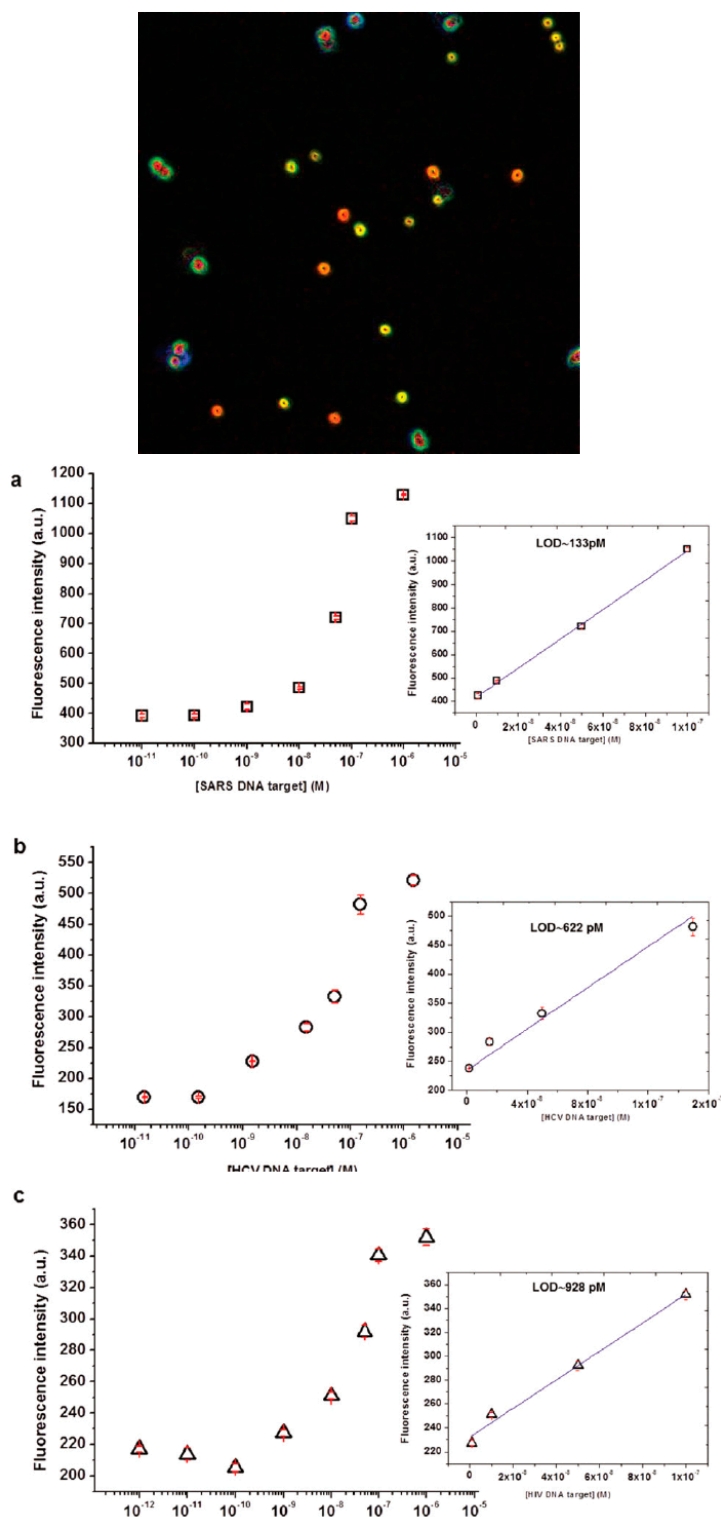 a
1200
1100
1000
900
800
700
600
500
400
300
Fluorescence intensity (a.u.)
10⁻¹¹ 10⁻¹⁰ 10⁻⁹ 10⁻⁸ 10⁻⁷ 10⁻⁶ 10⁻⁵
[SARS DNA target] (M)
LOD~133pM
1100
1000
900
800
700
600
500
400
Fluorescence intensity (a.u.)
0 2x10⁻⁸ 4x10⁻⁸ 6x10⁻⁸ 8x10⁻⁸ 1x10⁻⁷
[SARS DNA target] (M)
b
550
500
450
400
350
300
250
200
150
Fluorescence intensity (a.u.)
10⁻¹¹ 10⁻¹⁰ 10⁻⁹ 10⁻⁸ 10⁻⁷ 10⁻⁶ 10⁻⁵
[HCV DNA target] (M)
LOD~622 pM
500
450
400
350
300
250
200
Fluorescence intensity (a.u.)
0 4x10⁻⁸ 8x10⁻⁸ 1x10⁻⁷ 2x10⁻⁷
[HCV DNA target] (M)
c
360
340
320
300
280
260
240
220
200
Fluorescence intensity (a.u.)
10⁻¹² 10⁻¹¹ 10⁻¹⁰ 10⁻⁹ 10⁻⁸ 10⁻⁷ 10⁻⁶ 10⁻⁵
LOD~928 pM
360
340
320
300
280
260
240
220
Fluorescence intensity (a.u.)
0 2x10⁻⁸ 4x10⁻⁸ 6x10⁻⁸ 8x10⁻⁸ 1x10⁻⁷
[HIV DNA target] (M)